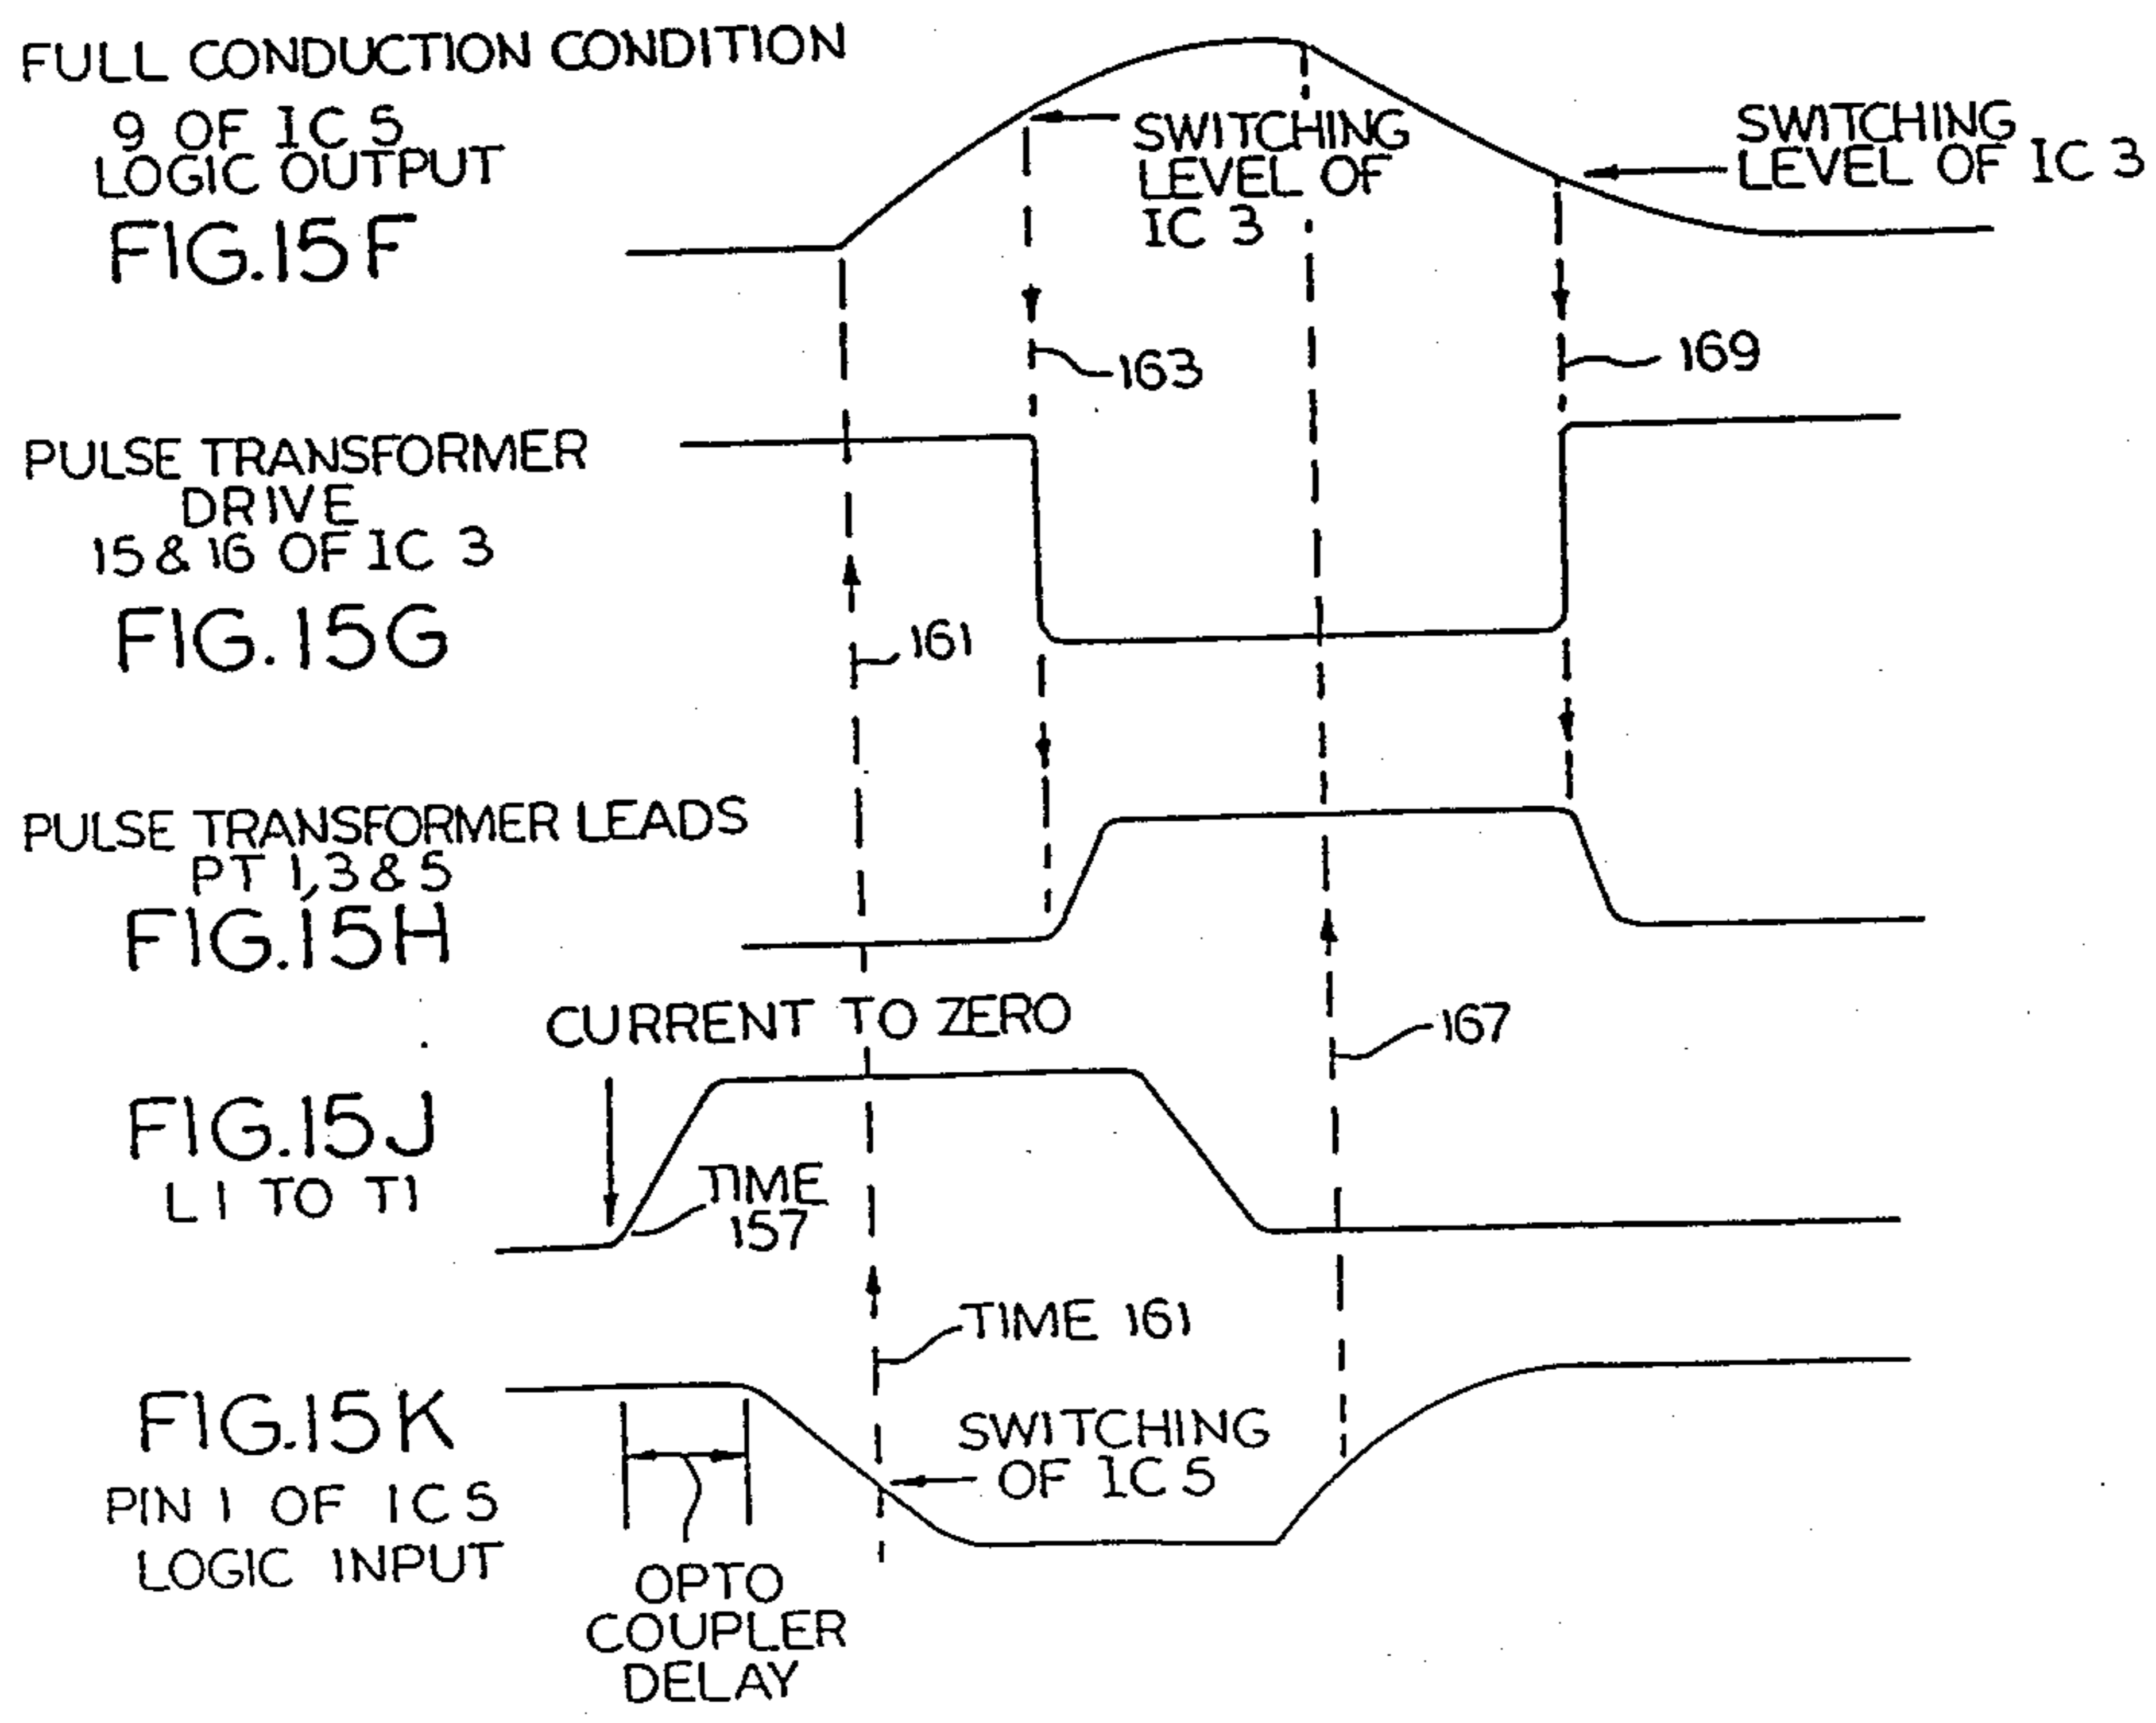 FULL CONDUCTION CONDITION
9 OF IC 5
LOGIC OUTPUT
FIG. 15F
SWITCHING
LEVEL OF
IC 3
SWITCHING
LEVEL OF IC 3
163
169
PULSE TRANSFORMER
DRIVE
15 & 16 OF IC 3
FIG. 15G
161
PULSE TRANSFORMER LEADS
PT 1, 3 & 5
FIG. 15H
CURRENT TO ZERO
167
FIG. 15J
L1 TO T1
TIME
157
TIME 161
FIG. 15K
PIN 1 OF IC 5
LOGIC INPUT
SWITCHING
OF IC 5
OPTO
COUPLER
DELAY